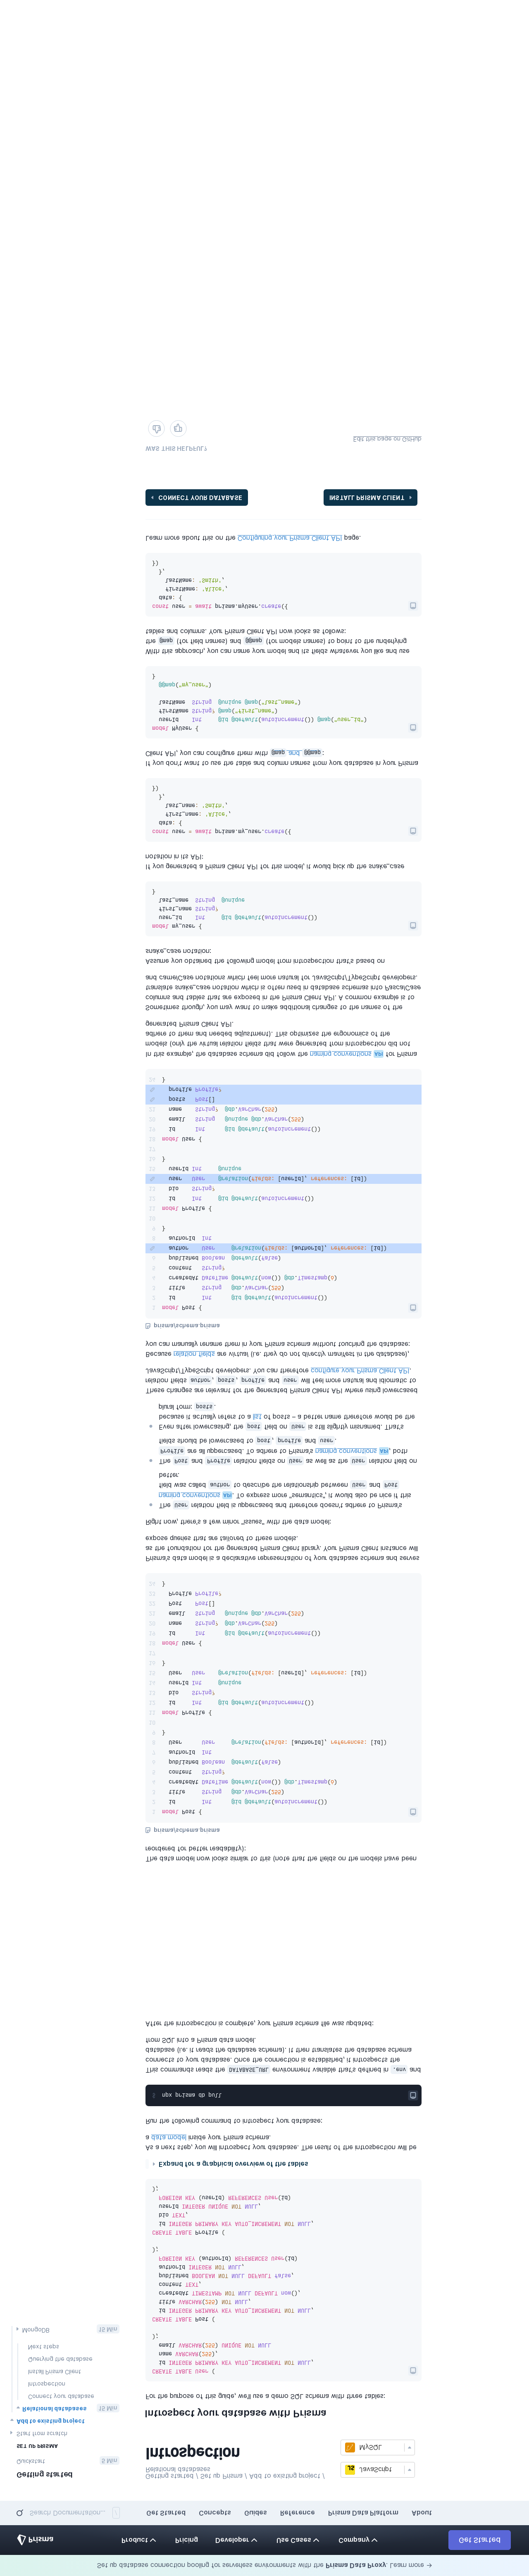 Set up database connection pooling for serverless environments with the Prisma Data Proxy. Learn more →
Prisma
Product
Pricing
Developer
Use Cases
Company
Get Started
Search Documentation...
Get Started
Concepts
Guides
Reference
Prisma Data Platform
About
Getting started
Quickstart
5 Min
SET UP PRISMA
Start from scratch
Add to existing project
Relational databases
15 Min
Connect your database
Introspection
Install Prisma Client
Querying the database
Next steps
MongoDB
15 Min
Getting started / Set up Prisma / Add to existing project /
Relational databases
Introspection
JavaScript
MySQL
Introspect your database with Prisma
For the purpose of this guide, we'll use a demo SQL schema with three tables:
CREATE TABLE User (
id INTEGER PRIMARY KEY AUTO_INCREMENT NOT NULL,
name VARCHAR(255),
email VARCHAR(255) UNIQUE NOT NULL
);
CREATE TABLE Post (
id INTEGER PRIMARY KEY AUTO_INCREMENT NOT NULL,
title VARCHAR(255) NOT NULL,
createdAt TIMESTAMP NOT NULL DEFAULT now(),
content TEXT,
published BOOLEAN NOT NULL DEFAULT false,
authorId INTEGER NOT NULL,
FOREIGN KEY (authorId) REFERENCES User(id)
);
CREATE TABLE Profile (
id INTEGER PRIMARY KEY AUTO_INCREMENT NOT NULL,
bio TEXT,
userId INTEGER UNIQUE NOT NULL,
FOREIGN KEY (userId) REFERENCES User(id)
);
Expand for a graphical overview of the tables
As a next step, you will introspect your database. The result of the introspection will be
a data model inside your Prisma schema.
Run the following command to introspect your database:
npx prisma db pull
This commands reads the DATABASE_URL environment variable that's defined in .env and
connects to your database. Once the connection is established, it introspects the
database (i.e. it reads the database schema). It then translates the database schema
from SQL into a Prisma data model.
After the introspection is complete, your Prisma schema file was updated:
The data model now looks similar to this (note that the fields on the models have been
reordered for better readability):
prisma/schema.prisma
1 model Post {
2 id Int @id @default(autoincrement())
3 title String @db.VarChar(255)
4 createdAt DateTime @default(now()) @db.Timestamp(0)
5 content String?
6 published Boolean @default(false)
7 authorId Int
8 User User @relation(fields: [authorId], references: [id])
9 }
10
11 model Profile {
12 id Int @id @default(autoincrement())
13 bio String?
14 userId Int @unique
15 User User @relation(fields: [userId], references: [id])
16 }
17
18 model User {
19 id Int @id @default(autoincrement())
20 name String? @db.VarChar(255)
21 email String @unique @db.VarChar(255)
22 Post Post[]
23 Profile Profile?
24 }
Prisma's data model is a declarative representation of your database schema and serves
as the foundation for the generated Prisma Client library. Your Prisma Client instance will
expose queries that are tailored to these models.
Right now, there's a few minor "issues" with the data model:
The User relation field is uppercased and therefore doesn't adhere to Prisma's
naming conventions API. To express more "semantics", it would also be nice if this
field was called author to describe the relationship between User and Post
better.
The Post and Profile relation fields on User as well as the User relation field on
Profile are all uppercased. To adhere to Prisma's naming conventions API, both
fields should be lowercased to post, profile and user.
Even after lowercasing, the post field on User is still slightly misnamed. That's
because it actually refers to a list of posts – a better name therefore would be the
plural form: posts.
These changes are relevant for the generated Prisma Client API where using lowercased
relation fields author, posts, profile and user will feel more natural and idiomatic to
JavaScript/TypeScript developers. You can therefore configure your Prisma Client API.
Because relation fields are virtual (i.e. they do not directly manifest in the database),
you can manually rename them in your Prisma schema without touching the database:
prisma/schema.prisma
1 model Post {
2 id Int @id @default(autoincrement())
3 title String @db.VarChar(255)
4 createdAt DateTime @default(now()) @db.Timestamp(0)
5 content String?
6 published Boolean @default(false)
author User @relation(fields: [authorId], references: [id])
8 authorId Int
9 }
10
11 model Profile {
12 id Int @id @default(autoincrement())
13 bio String?
user User @relation(fields: [userId], references: [id])
15 userId Int @unique
16 }
17
18 model User {
19 id Int @id @default(autoincrement())
20 email String @unique @db.VarChar(255)
21 name String? @db.VarChar(255)
posts Post[]
profile Profile?
24 }
In this example, the database schema did follow the naming conventions API for Prisma
models (only the virtual relation fields that were generated from introspection did not
adhere to them and needed adjustment). This optimizes the ergonomics of the
generated Prisma Client API.
Sometimes though, you may want to make additional changes to the names of the
columns and tables that are exposed in the Prisma Client API. A common example is to
translate snake_case notation which is often used in database schemas into PascalCase
and camelCase notations which feel more natural for JavaScript/TypeScript developers.
Assume you obtained the following model from introspection that's based on
snake_case notation:
model my_user {
user_id Int @id @default(autoincrement())
first_name String?
last_name String @unique
}
If you generated a Prisma Client API for this model, it would pick up the snake_case
notation in its API:
const user = await prisma.my_user.create({
data: {
first_name: 'Alice',
last_name: 'Smith',
},
})
If you don't want to use the table and column names from your database in your Prisma
Client API, you can configure them with @map and @@map:
model MyUser {
userId Int @id @default(autoincrement()) @map("user_id")
firstName String? @map("first_name")
lastName String @unique @map("last_name")
@@map("my_user")
}
With this approach, you can name your model and its fields whatever you like and use
the @map (for field names) and @@map (for models names) to point to the underlying
tables and columns. Your Prisma Client API now looks as follows:
const user = await prisma.myUser.create({
data: {
firstName: 'Alice',
lastName: 'Smith',
},
})
Learn more about this on the Configuring your Prisma Client API page.
CONNECT YOUR DATABASE
INSTALL PRISMA CLIENT
WAS THIS HELPFUL?
Edit this page on GitHub